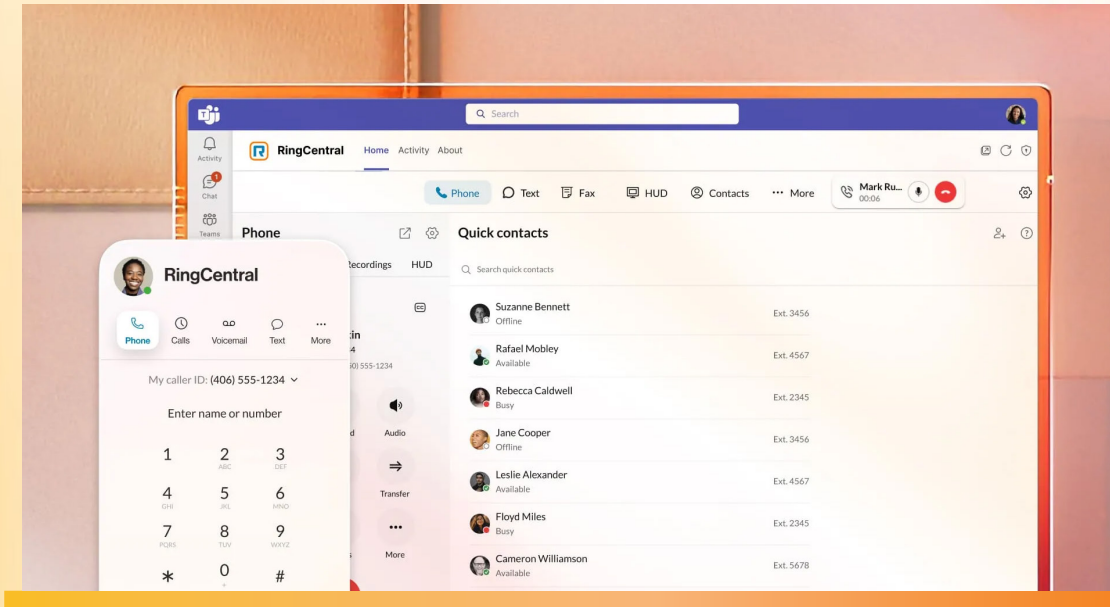 Search
Activity
RingCentral
Home Activity About
Chat
1
Phone Text Fax HUD Contacts ... More
Mark Ru...
00:06
Teams
Phone
Quick contacts
Recordings HUD
Search quick contacts
CC
Suzanne Bennett
Offline
Ext. 3456
Rafael Mobley
Available
Ext. 4567
555-1234
Rebecca Caldwell
Busy
Ext. 2345
Audio
Jane Cooper
Offline
Ext. 3456
Transfer
Leslie Alexander
Available
Ext. 4567
Floyd Miles
Busy
Ext. 2345
More
Cameron Williamson
Available
Ext. 5678
RingCentral
Phone Calls Voicemail Text More
My caller ID: (406) 555-1234
Enter name or number
1 2 3
ABC DEF
4 5 6
GHI JKL MNO
7 8 9
PQRS TUV WXYZ
* 0 #
+